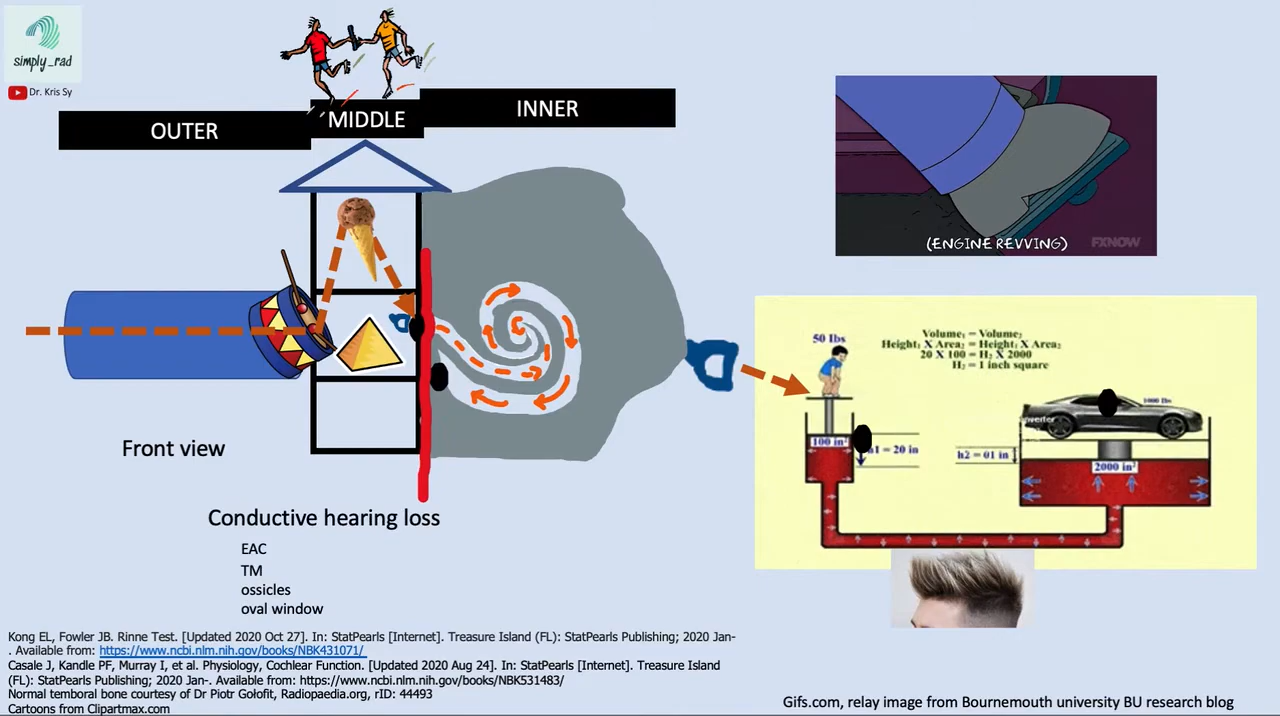 simply_rad
Dr. Kris Sy
OUTER
MIDDLE
INNER
(ENGINE REVVING)
FXNOW
Front view
Conductive hearing loss
EAC
TM
ossicles
oval window
50 lbs
Volume₁ = Volume₂
Height₁ X Area₂ = Height₁ X Area₂
20 X 100 = H₂ X 2000
H₂ = 1 inch square
1000 lbs
100 in²
h1 = 20 in
h2 = 01 in
2000 in²
Kong EL, Fowler JB. Rinne Test. [Updated 2020 Oct 27]. In: StatPearls [Internet]. Treasure Island (FL): StatPearls Publishing; 2020 Jan-
. Available from: https://www.ncbi.nlm.nih.gov/books/NBK431071/
Casale J, Kandle PF, Murray I, et al. Physiology, Cochlear Function. [Updated 2020 Aug 24]. In: StatPearls [Internet]. Treasure Island
(FL): StatPearls Publishing; 2020 Jan-. Available from: https://www.ncbi.nlm.nih.gov/books/NBK531483/
Normal temboral bone courtesy of Dr Piotr Gołofit, Radiopaedia.org, rID: 44493
Cartoons from Clipartmax.com
Gifs.com, relay image from Bournemouth university BU research blog